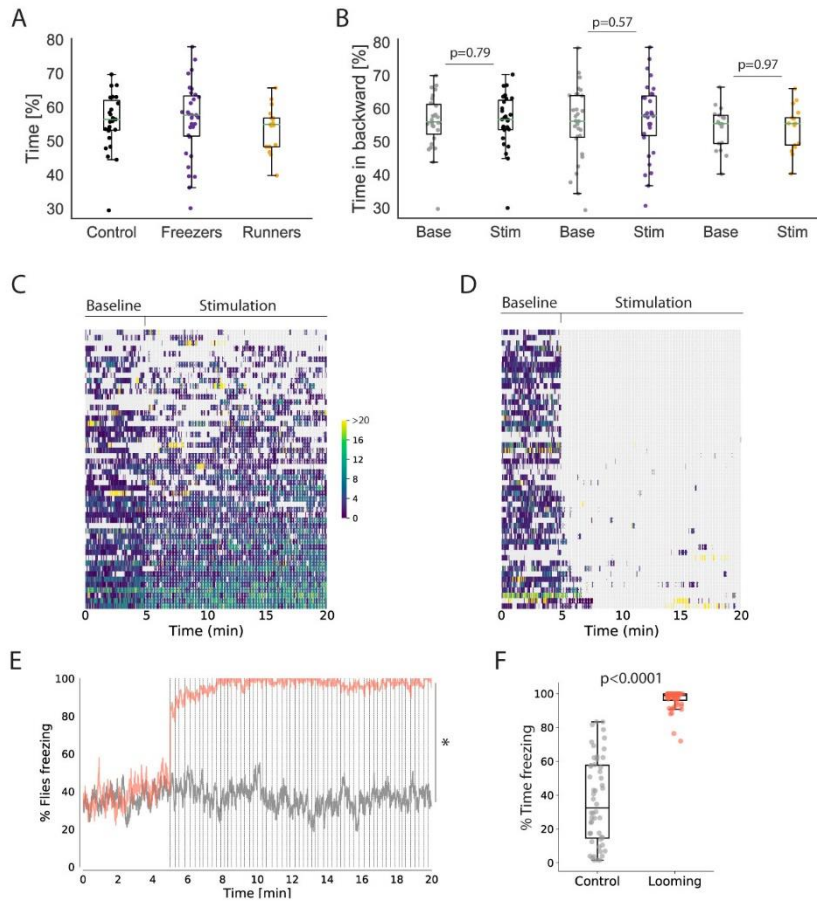 A
Time [%]
80
70
60
50
40
30
Control Freezers Runners
B
Time in backward [%]
80
70
60
50
40
30
p=0.79
p=0.57
p=0.97
Base Stim Base Stim Base Stim
C
Baseline Stimulation
0 5 10 15 20
Time (min)
>20
16
12
8
4
0
D
Baseline Stimulation
0 5 10 15 20
Time (min)
E
% Flies freezing
100
80
60
40
20
0
0 2 4 6 8 10 12 14 16 18 20
Time [min]
*
F
p<0.0001
% Time freezing
100
80
60
40
20
0
Control Looming